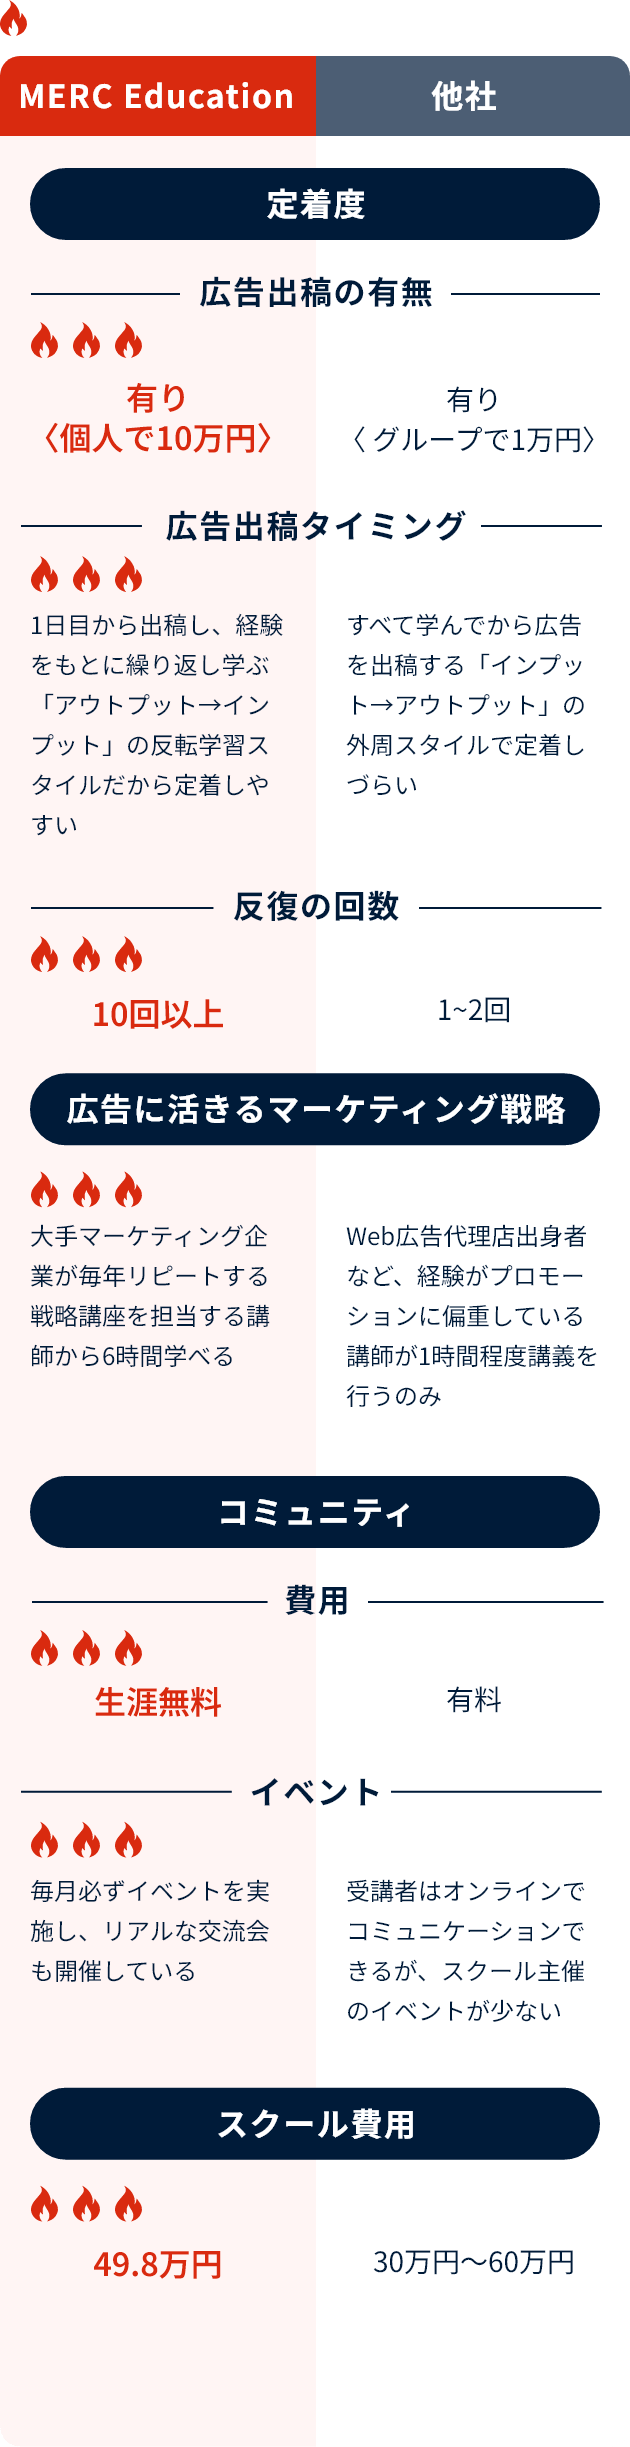 MERC Education
他社
定着度
広告出稿の有無
有り
〈個人で10万円〉
有り
〈 グループで1万円〉
広告出稿タイミング
1日目から出稿し、経験
をもとに繰り返し学ぶ
「アウトプット→イン
プット」の反転学習ス
タイルだから定着しや
すい
すべて学んでから広告
を出稿する「インプッ
ト→アウトプット」の
外周スタイルで定着し
づらい
反復の回数
10回以上
1~2回
広告に活きるマーケティング戦略
大手マーケティング企
業が毎年リピートする
戦略講座を担当する講
師から6時間学べる
Web広告代理店出身者
など、経験がプロモー
ションに偏重している
講師が1時間程度講義を
行うのみ
コミュニティ
費用
生涯無料
有料
イベント
毎月必ずイベントを実
施し、リアルな交流会
も開催している
受講者はオンラインで
コミュニケーションで
きるが、スクール主催
のイベントが少ない
スクール費用
49.8万円
30万円〜60万円